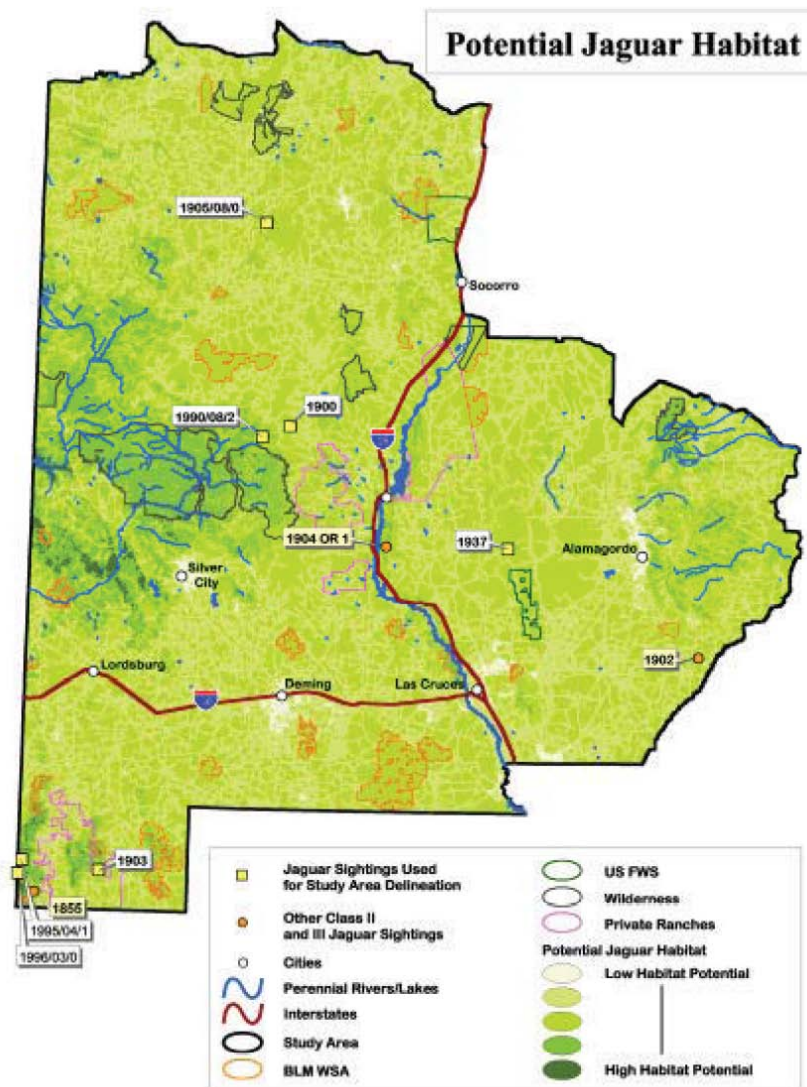 Potential Jaguar Habitat
1905/08/0
Socorro
1900
1990/08/2
1904 OR 1
1937
Alamagordo
Silver
City
1902
Lordsburg
Deming
Las Cruces
1903
1855
1995/04/1
1996/03/0
Jaguar Sightings Used
for Study Area Delineation
Other Class II
and III Jaguar Sightings
Cities
Perennial Rivers/Lakes
Interstates
Study Area
BLM WSA
US FWS
Wilderness
Private Ranches
Potential Jaguar Habitat
Low Habitat Potential
High Habitat Potential